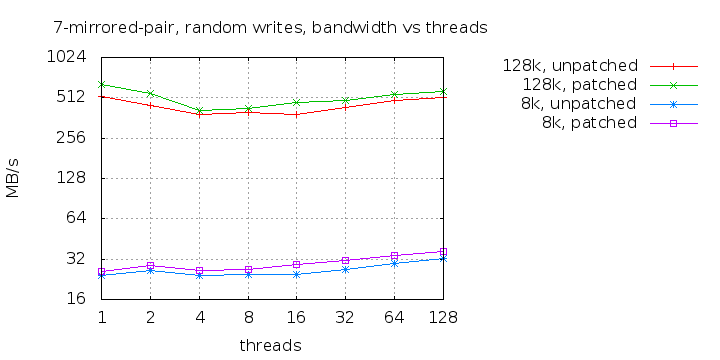 7-mirrored-pair, random writes, bandwidth vs threads
1024
512
256
128
64
32
16
MB/s
1 2 4 8 16 32 64 128
threads
128k, unpatched
128k, patched
8k, unpatched
8k, patched